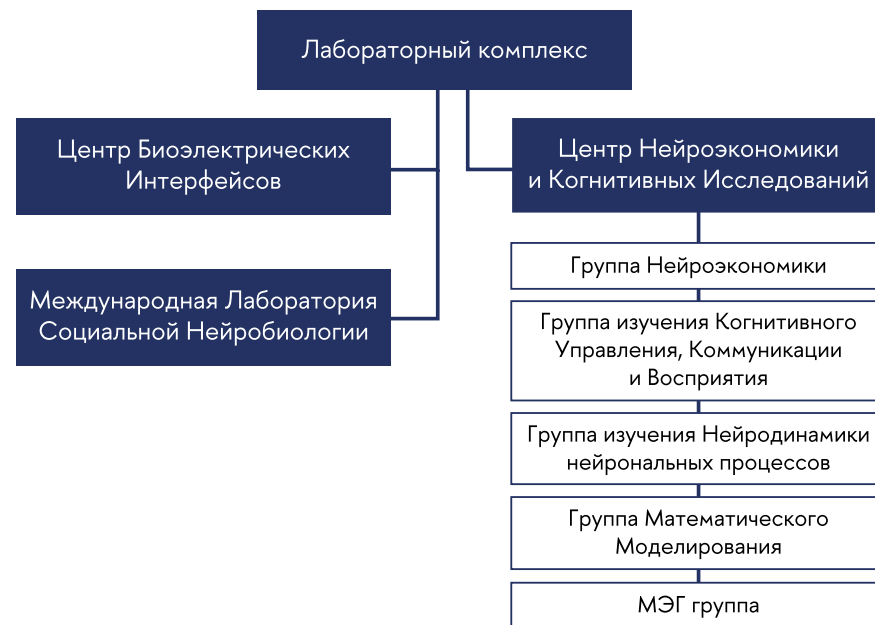 Лабораторный комплекс
Центр Биоэлектрических
Интерфейсов
Международная Лаборатория
Социальной Нейробиологии
Центр Нейроэкономики
и Когнитивных Исследований
Группа Нейроэкономики
Группа изучения Когнитивного
Управления, Коммуникации
и Восприятия
Группа изучения Нейродинамики
нейрональных процессов
Группа Математического
Моделирования
МЭГ группа